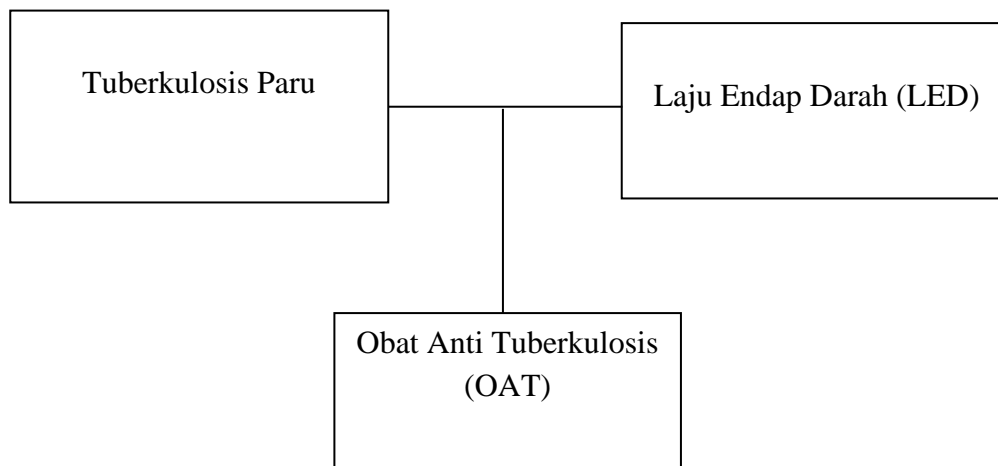 Tuberkulosis Paru
Laju Endap Darah (LED)
Obat Anti Tuberkulosis
(OAT)